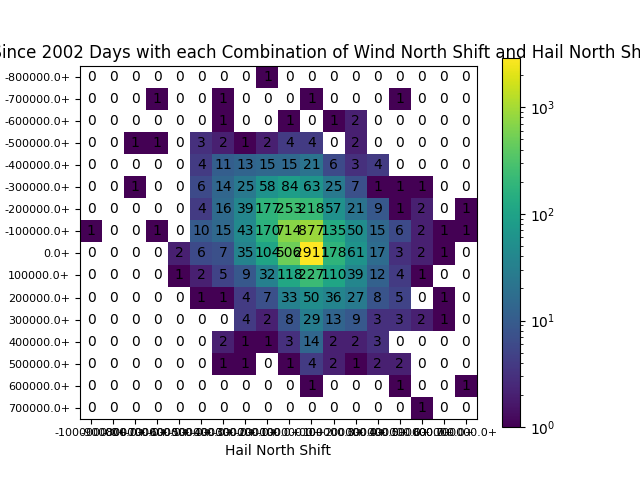 Since 2002 Days with each Combination of Wind North Shift and Hail North Sh
-800000.0+ 0 0 0 0 0 0 0 0 1 0 0 0 0 0 0 0 0 0
-700000.0+ 0 0 0 1 0 0 1 0 0 0 1 0 0 0 1 0 0 0
-600000.0+ 0 0 0 0 0 0 1 0 0 1 0 1 2 0 0 0 0 0
-500000.0+ 0 0 1 1 0 3 2 1 2 4 4 0 2 0 0 0 0 0
-400000.0+ 0 0 0 0 0 4 11 13 15 15 21 6 3 4 0 0 0 0
-300000.0+ 0 0 1 0 0 6 14 25 58 84 63 25 7 1 1 1 0 0
-200000.0+ 0 0 0 0 0 4 16 39 177 253 218 57 21 9 1 2 0 1
-100000.0+ 1 0 0 1 0 10 15 43 170 714 877 135 50 15 6 2 1 1
0.0+ 0 0 0 0 2 6 7 35 104 506 2911 178 61 17 3 2 1 0
100000.0+ 0 0 0 0 1 2 5 9 32 118 227 110 39 12 4 1 0 0
200000.0+ 0 0 0 0 0 1 1 4 7 33 50 36 27 8 5 0 1 0
300000.0+ 0 0 0 0 0 0 0 4 2 8 29 13 9 3 3 2 1 0
400000.0+ 0 0 0 0 0 0 2 1 1 3 14 2 2 3 0 0 0 0
500000.0+ 0 0 0 0 0 0 1 1 0 1 4 2 1 2 2 0 0 0
600000.0+ 0 0 0 0 0 0 0 0 0 0 1 0 0 0 1 0 0 1
700000.0+ 0 0 0 0 0 0 0 0 0 0 0 0 0 0 0 1 0 0
Hail North Shift
10³
10²
10¹
10⁰